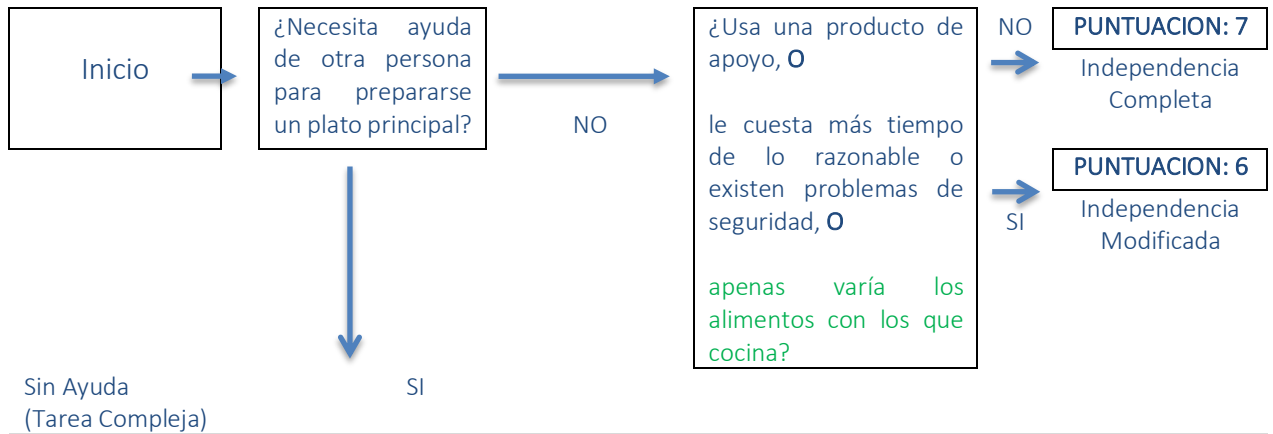 Inicio
¿Necesita ayuda
de otra persona
para prepararse
un plato principal?
NO
¿Usa una producto de
apoyo, O
le cuesta más tiempo
de lo razonable o
existen problemas de
seguridad, O
apenas varía los
alimentos con los que
cocina?
NO
PUNTUACION: 7
Independencia
Completa
SI
PUNTUACION: 6
Independencia
Modificada
SI
Sin Ayuda
(Tarea Compleja)